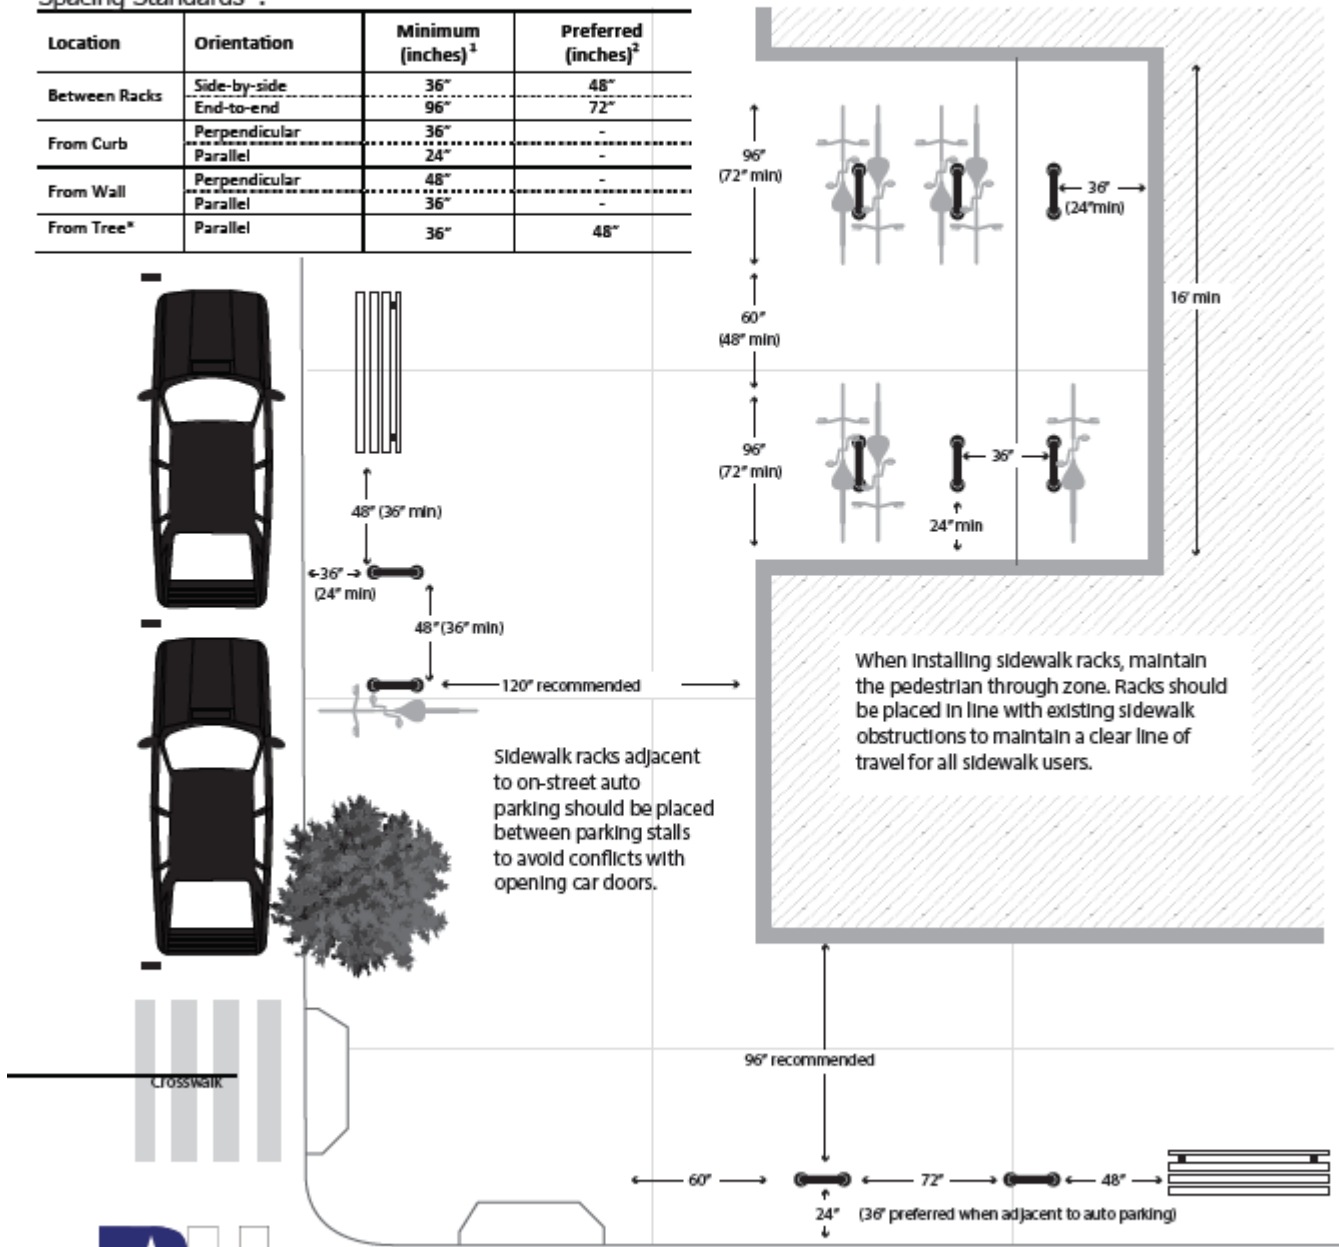 Spacing Standards
Location Orientation Minimum (inches)¹ Preferred (inches)²
Between Racks Side-by-side 36" 48"
End-to-end 96" 72"
From Curb Perpendicular 36" -
Parallel 24" -
From Wall Perpendicular 48" -
Parallel 36" -
From Tree* Parallel 36" 48"
96"
(72" min)
36"
(24"min)
60"
(48" min)
16' min
96"
(72" min)
36"
24"min
48" (36" min)
36"
(24" min)
48" (36" min)
120" recommended
When installing sidewalk racks, maintain
the pedestrian through zone. Racks should
be placed in line with existing sidewalk
obstructions to maintain a clear line of
travel for all sidewalk users.
Sidewalk racks adjacent
to on-street auto
parking should be placed
between parking stalls
to avoid conflicts with
opening car doors.
96" recommended
Crosswalk
60"
72"
48"
24" (36" preferred when adjacent to auto parking)